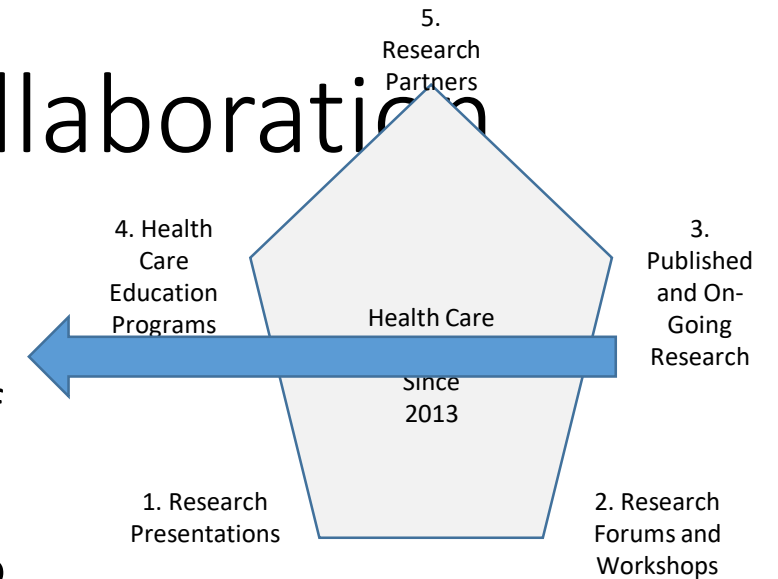 5.
Research
Partners
llaboration
4. Health
Care
Education
Programs
3.
Published
and On-
Going
Research
Health Care
Since
2013
1. Research
Presentations
2. Research
Forums and
Workshops